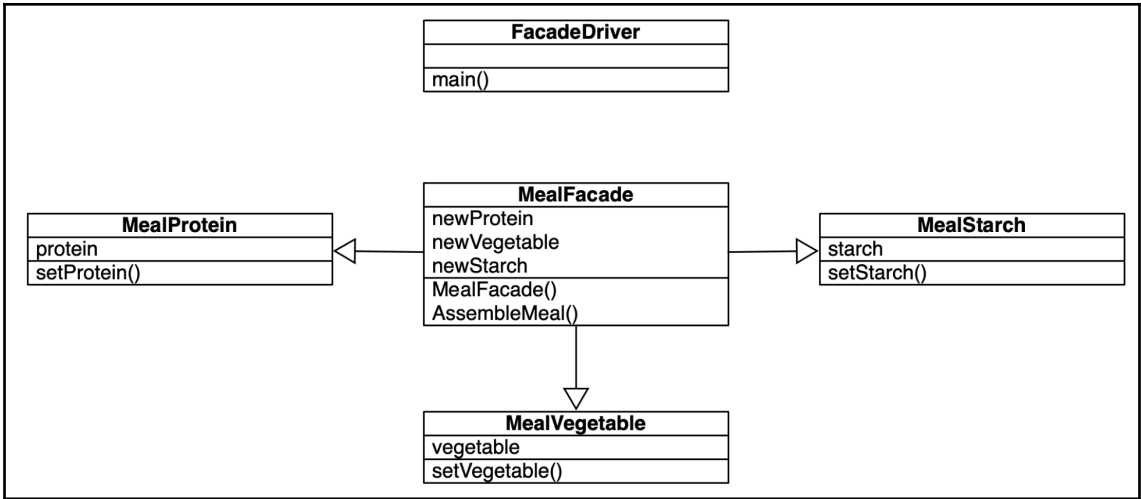 FacadeDriver
main()
MealFacade
newProtein
newVegetable
newStarch
MealFacade()
AssembleMeal()
MealProtein
protein
setProtein()
MealStarch
starch
setStarch()
MealVegetable
vegetable
setVegetable()